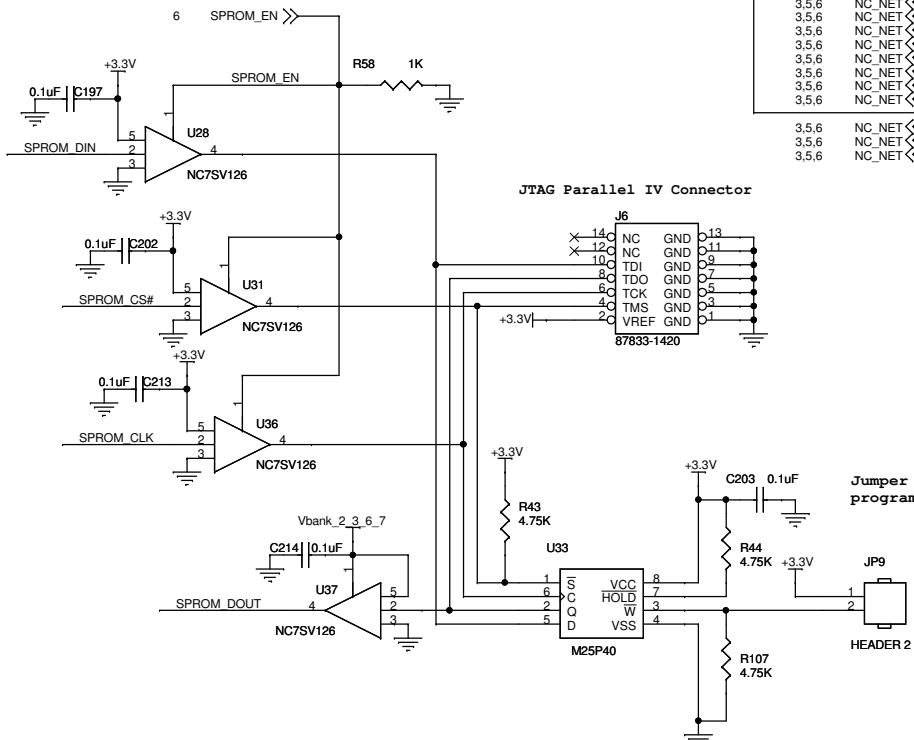 6 SPROM_EN
3,5,6 NC_NET
3,5,6 NC_NET
3,5,6 NC_NET
3,5,6 NC_NET
3,5,6 NC_NET
3,5,6 NC_NET
3,5,6 NC_NET
3,5,6 NC_NET
3,5,6 NC_NET
3,5,6 NC_NET
3,5,6 NC_NET
+3.3V
R58 1K
SPROM_EN
0.1uF C197
1
U28
5
SPROM_DIN 2 4
3
NC7SV126
JTAG Parallel IV Connector
J6
14 NC GND 13
12 NC GND 11
10 TDI GND 9
8 TDO GND 7
6 TCK GND 5
4 TMS GND 3
+3.3V 2 VREF GND 1
87833-1420
+3.3V
0.1uF C202
1
U31
5
SPROM_CS# 2 4
3
NC7SV126
+3.3V
0.1uF C213
1
U36
5
SPROM_CLK 2 4
3
NC7SV126
+3.3V
R43
4.75K
+3.3V
C203 0.1uF
Jumper
program
R44
4.75K
+3.3V
JP9
1
2
HEADER 2
Vbank_2_3_6_7
C214 0.1uF
1
U37
5
SPROM_DOUT 4 2
3
NC7SV126
U33
1 S VCC 8
6 C HOLD 7
2 Q W 3
5 D VSS 4
M25P40
R107
4.75K